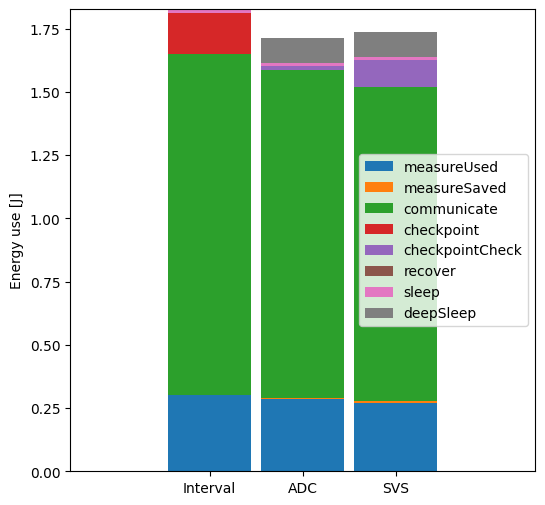 Energy use [J]
1.75
1.50
1.25
1.00
0.75
0.50
0.25
0.00
Interval
ADC
SVS
measureUsed
measureSaved
communicate
checkpoint
checkpointCheck
recover
sleep
deepSleep